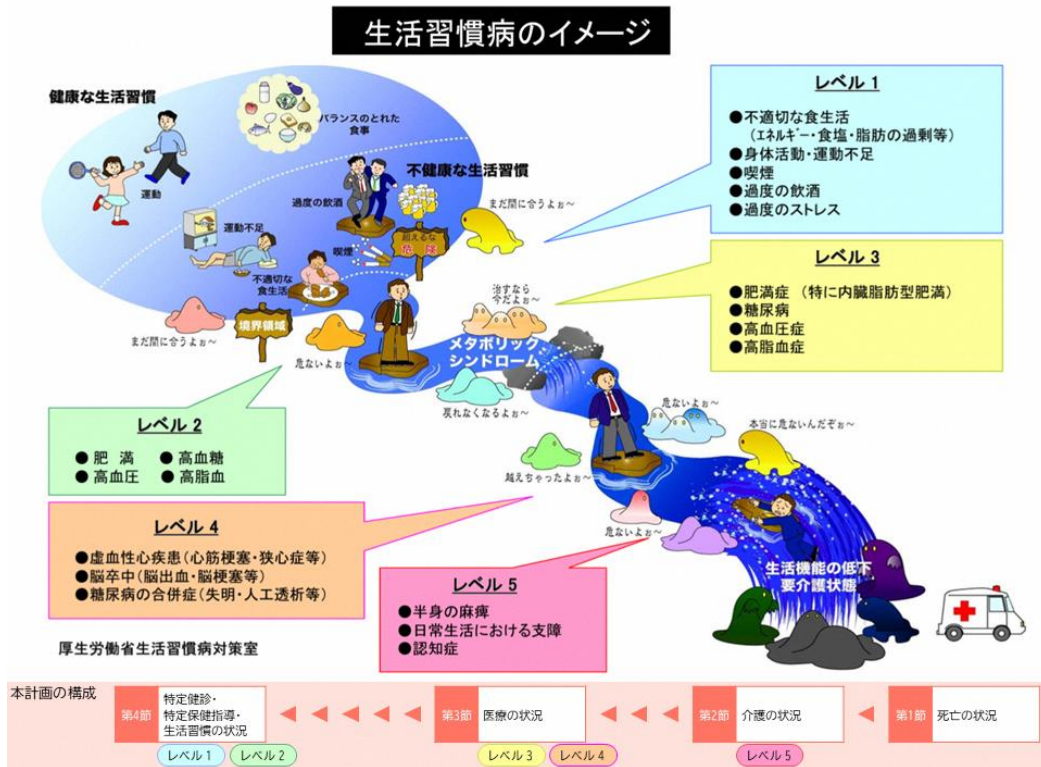 生活習慣病のイメージ
健康な生活習慣
バランスのとれた
食事
運動
不健康な生活習慣
過度の飲酒
まだ間に合うよぉ～
運動不足
喫煙
超えるな
危険
不適切な
食生活
境界領域
まだ間に合うよぉ～
危ないよぉ～
治すなら
今だよぉ～
メタボリック
シンドローム
戻れなくなるよぉ～
危ないよぉ～
本当に危ないんだぞぉ～
越えちゃったよぉ～
危ないよぉ～
生活機能の低下
要介護状態
レベル 1
●不適切な食生活
（エネルギー・食塩・脂肪の過剰等）
●身体活動・運動不足
●喫煙
●過度の飲酒
●過度のストレス
レベル 3
●肥満症 （特に内臓脂肪型肥満）
●糖尿病
●高血圧症
●高脂血症
レベル 2
●肥 満 ●高血糖
●高血圧 ●高脂血
レベル 4
●虚血性心疾患（心筋梗塞・狭心症等）
●脳卒中（脳出血・脳梗塞等）
●糖尿病の合併症（失明・人工透析等）
レベル 5
●半身の麻痺
●日常生活における支障
●認知症
厚生労働省生活習慣病対策室
本計画の構成
第4節
特定健診・
特定保健指導・
生活習慣の状況
第3節 医療の状況
第2節 介護の状況
第1節 死亡の状況
レベル 1 レベル 2 レベル 3 レベル 4 レベル 5